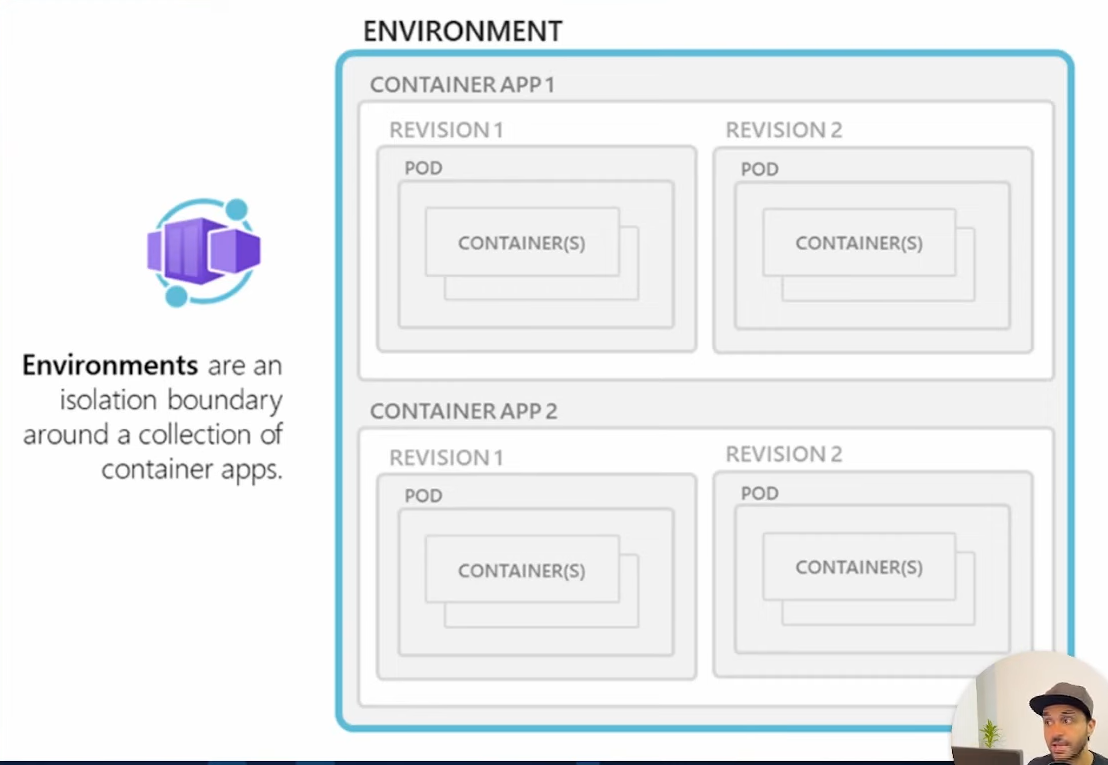 ENVIRONMENT
CONTAINER APP 1
REVISION 1
REVISION 2
POD
POD
CONTAINER(S)
CONTAINER(S)
Environments are an
isolation boundary
around a collection of
container apps.
CONTAINER APP 2
REVISION 1
REVISION 2
POD
POD
CONTAINER(S)
CONTAINER(S)